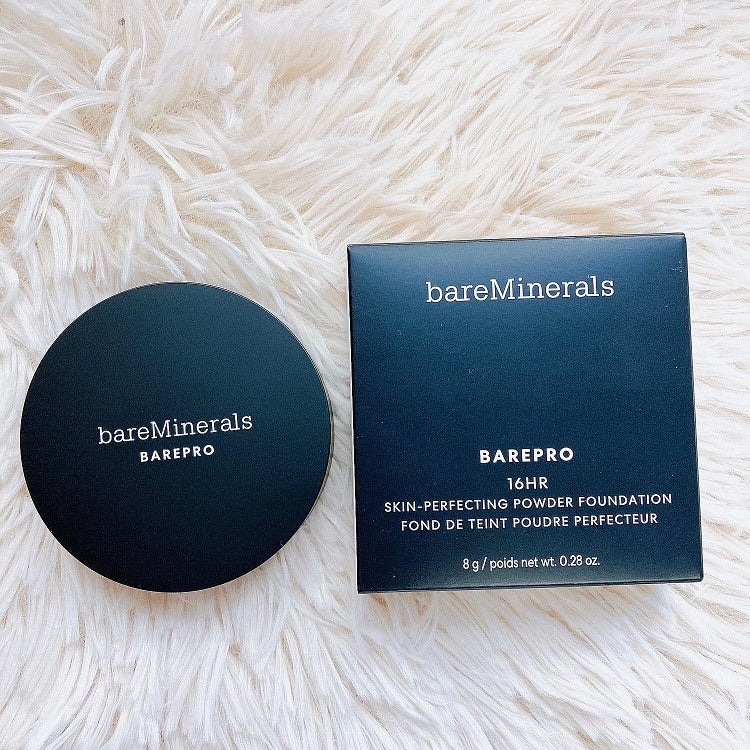 bareMinerals
BAREPRO
bareMinerals
BAREPRO
16HR
SKIN-PERFECTING POWDER FOUNDATION
FOND DE TEINT POUDRE PERFECTEUR
8 g / poids net wt. 0.28 oz.